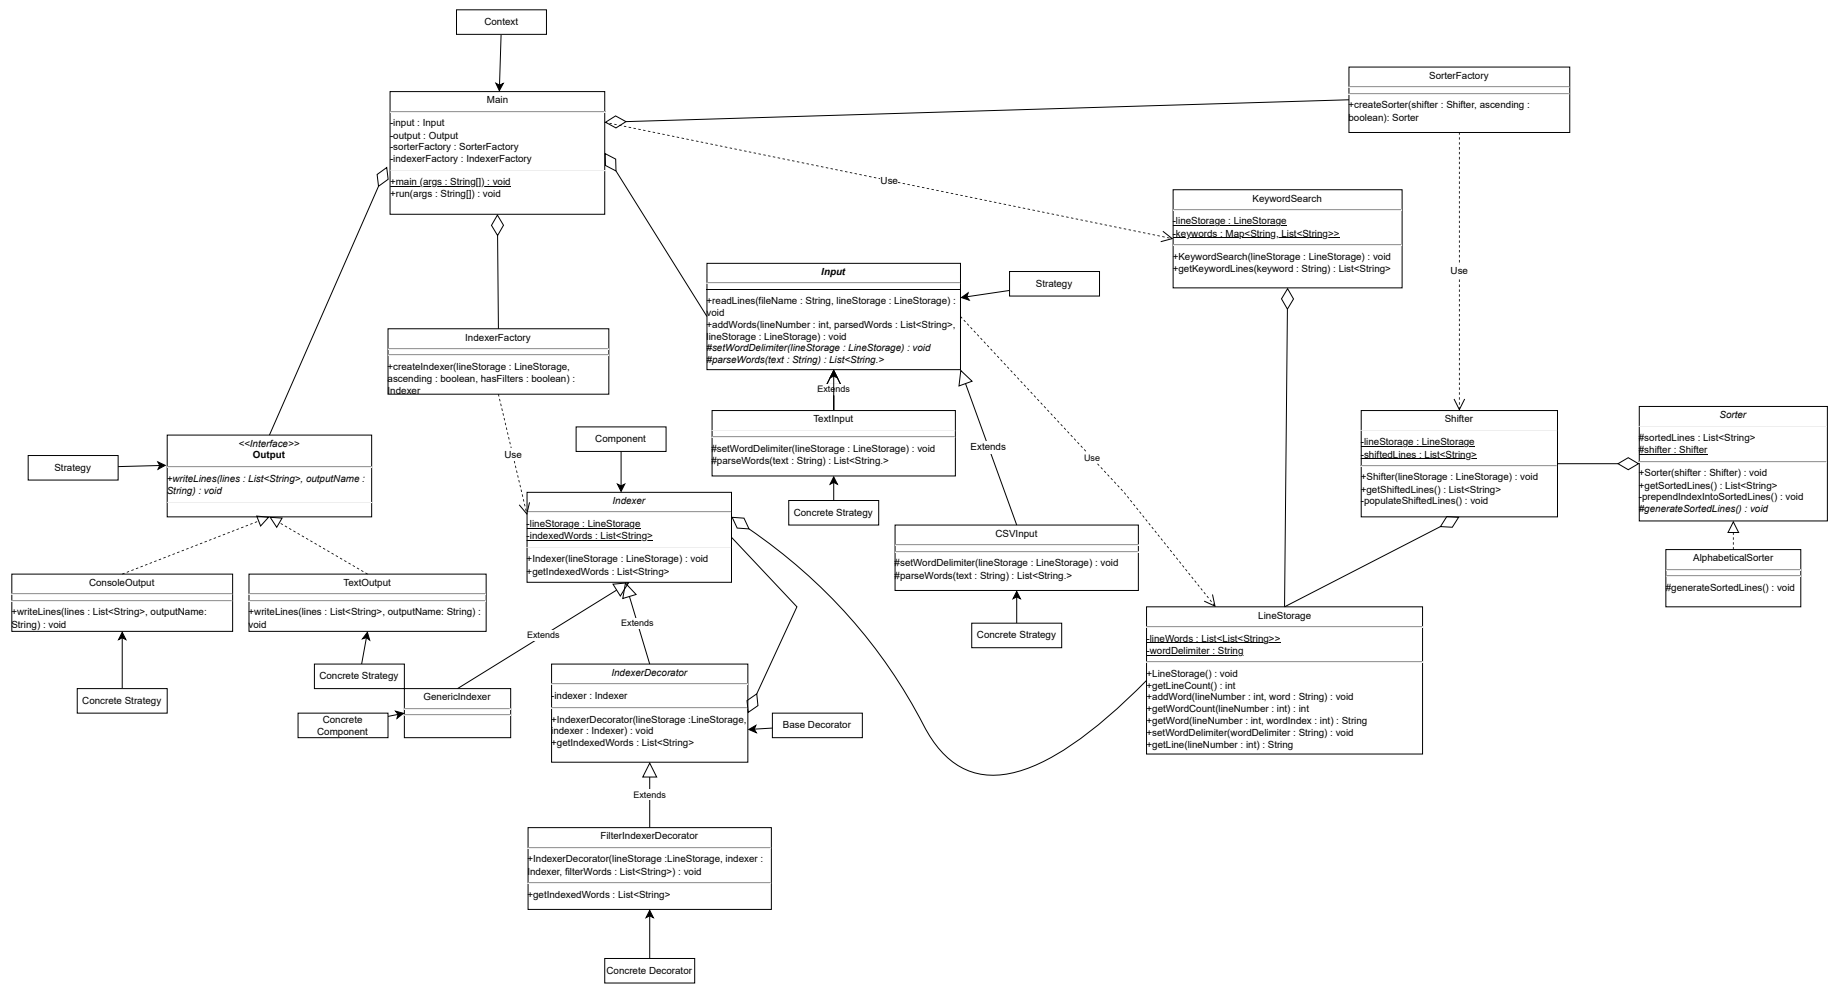 Context
Main
-input : Input
-output : Output
-sorterFactory : SorterFactory
-indexerFactory : IndexerFactory
+main (args : String[]) : void
+run(args : String[]) : void
SorterFactory
+createSorter(shifter : Shifter, ascending :
boolean): Sorter
Use
KeywordSearch
-lineStorage : LineStorage
-keywords : Map<String, List<String>>
+KeywordSearch(lineStorage : LineStorage) : void
+getKeywordLines(keyword : String) : List<String>
Use
Input
+readLines(fileName : String, lineStorage : LineStorage) :
void
+addWords(lineNumber : int, parsedWords : List<String>,
lineStorage : LineStorage) : void
#setWordDelimiter(lineStorage : LineStorage) : void
#parseWords(text : String) : List<String.>
Strategy
IndexerFactory
+createIndexer(lineStorage : LineStorage,
ascending : boolean, hasFilters : boolean) :
Indexer
Extends
TextInput
#setWordDelimiter(lineStorage : LineStorage) : void
#parseWords(text : String) : List<String.>
Concrete Strategy
Extends
Use
Shifter
-lineStorage : LineStorage
-shiftedLines : List<String>
+Shifter(lineStorage : LineStorage) : void
+getShiftedLines() : List<String>
-populateShiftedLines() : void
Sorter
#sortedLines : List<String>
#shifter : Shifter
+Sorter(shifter : Shifter) : void
+getSortedLines() : List<String>
-prependIndexIntoSortedLines() : void
#generateSortedLines() : void
AlphabeticalSorter
#generateSortedLines() : void
Strategy
<<Interface>>
Output
+writeLines(lines : List<String>, outputName :
String) : void
Use
Component
Indexer
-lineStorage : LineStorage
-indexedWords : List<String>
+Indexer(lineStorage : LineStorage) : void
+getIndexedWords : List<String>
CSVInput
#setWordDelimiter(lineStorage : LineStorage) : void
#parseWords(text : String) : List<String.>
Concrete Strategy
ConsoleOutput
+writeLines(lines : List<String>, outputName:
String) : void
Concrete Strategy
TextOutput
+writeLines(lines : List<String>, outputName: String) :
void
Concrete Strategy
Extends
Extends
GenericIndexer
Concrete
Component
IndexerDecorator
-indexer : Indexer
+IndexerDecorator(lineStorage :LineStorage,
indexer : Indexer) : void
+getIndexedWords : List<String>
Base Decorator
LineStorage
-lineWords : List<List<String>>
-wordDelimiter : String
+LineStorage() : void
+getLineCount() : int
+addWord(lineNumber : int, word : String) : void
+getWordCount(lineNumber : int) : int
+getWord(lineNumber : int, wordIndex : int) : String
+setWordDelimiter(wordDelimiter : String) : void
+getLine(lineNumber : int) : String
Extends
FilterIndexerDecorator
+IndexerDecorator(lineStorage :LineStorage, indexer :
Indexer, filterWords : List<String>) : void
+getIndexedWords : List<String>
Concrete Decorator